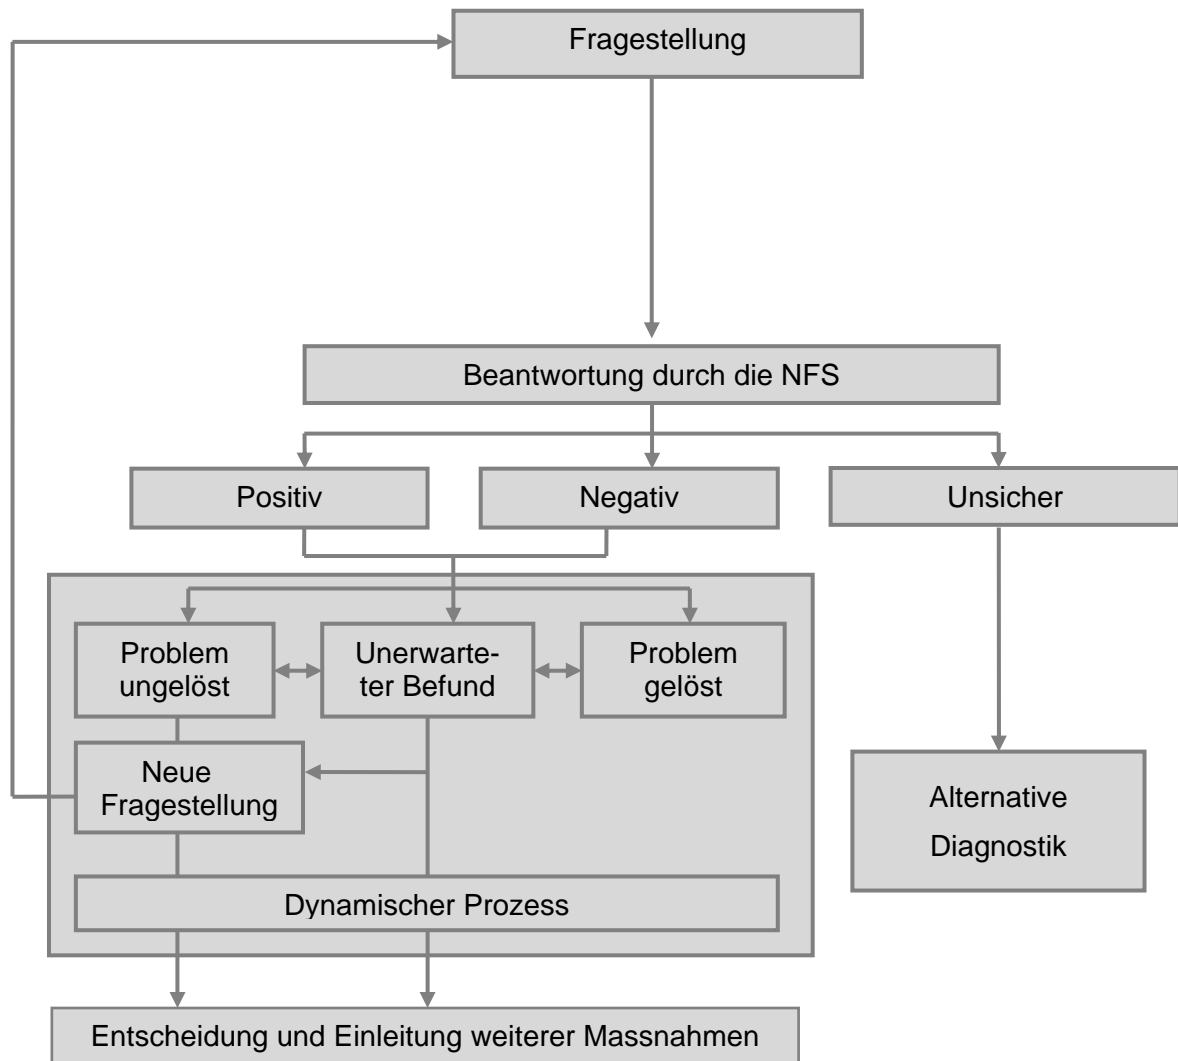 Fragestellung
Beantwortung durch die NFS
Positiv
Negativ
Unsicher
Problem
ungelöst
Unerwarte-
ter Befund
Problem
gelöst
Neue
Fragestellung
Alternative
Diagnostik
Dynamischer Prozess
Entscheidung und Einleitung weiterer Massnahmen